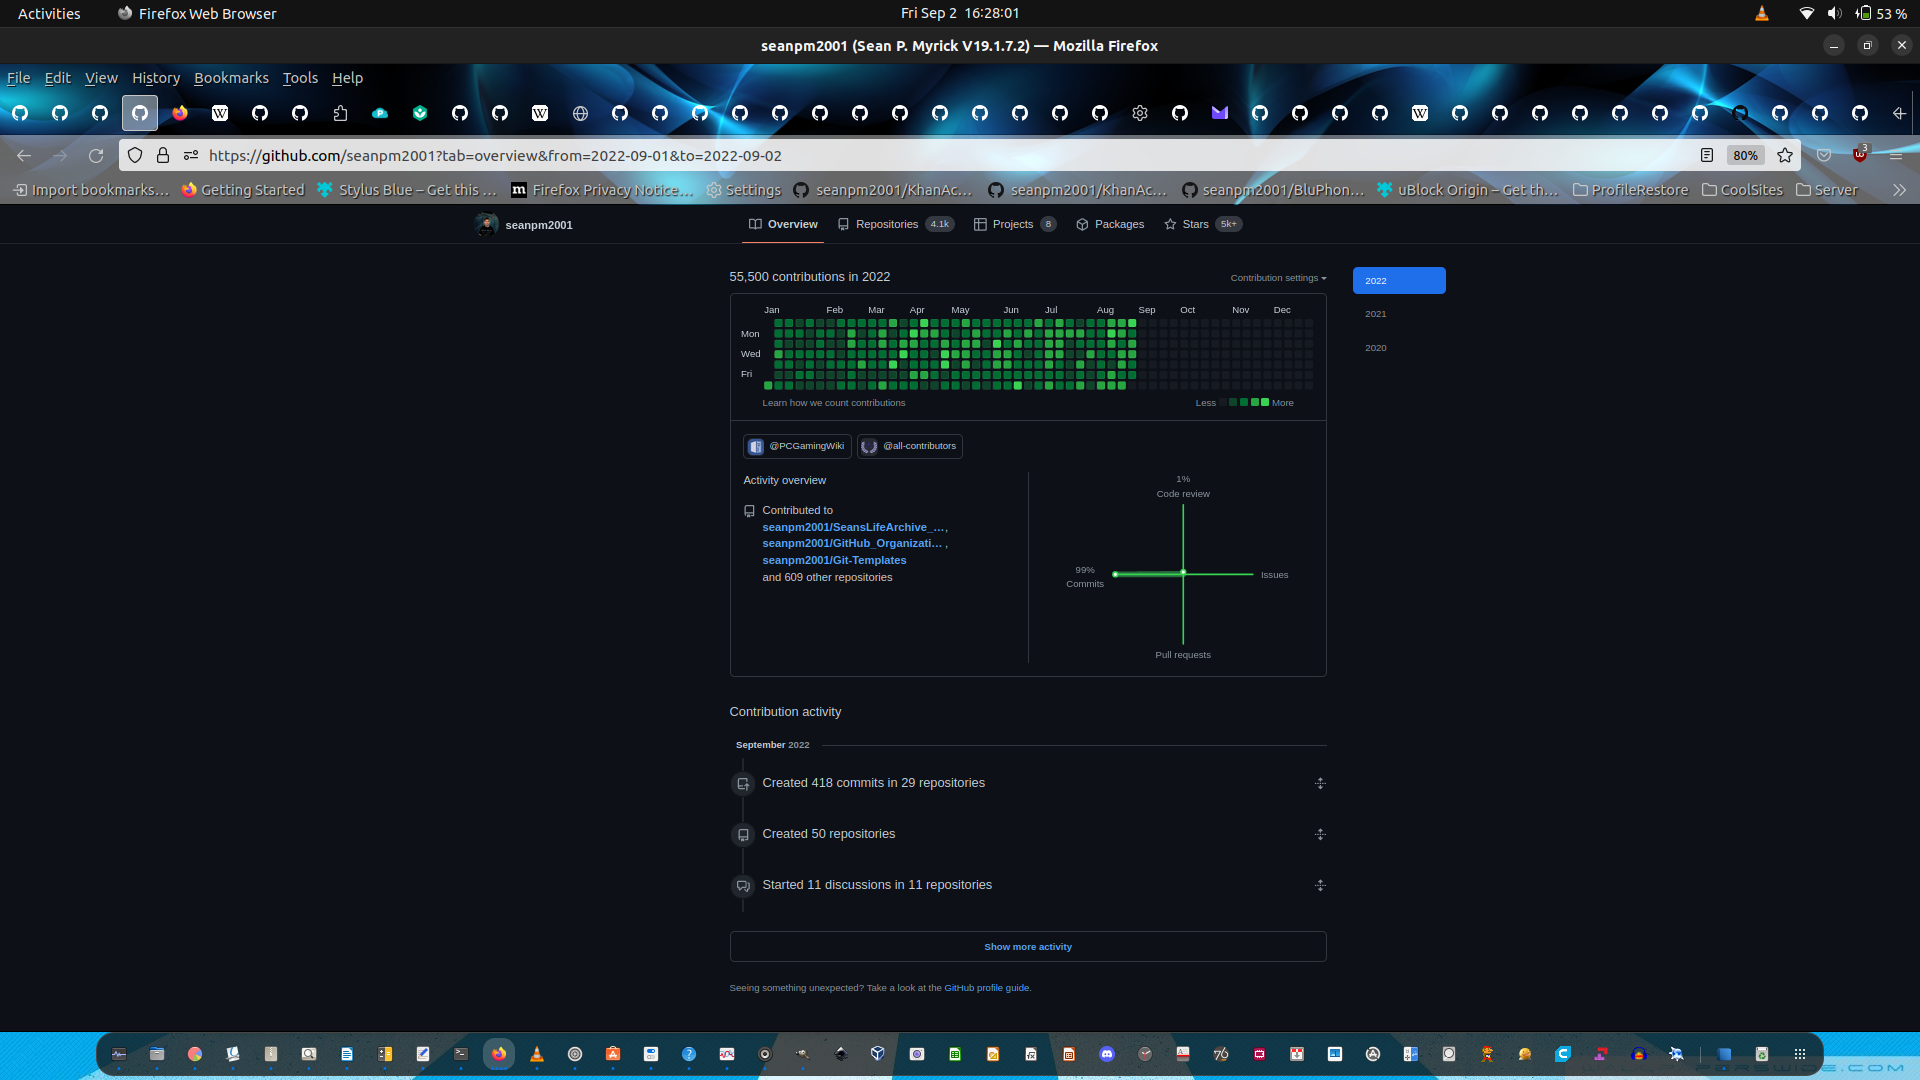 Activities
Firefox Web Browser
Fri Sep 2 16:28:01
53 %
seanpm2001 (Sean P. Myrick V19.1.7.2) — Mozilla Firefox
File Edit View History Bookmarks Tools Help
https://github.com/seanpm2001?tab=overview&from=2022-09-01&to=2022-09-02
80%
3
Import bookmarks… Getting Started Stylus Blue – Get this … Firefox Privacy Notice… Settings seanpm2001/KhanAc… seanpm2001/KhanAc… seanpm2001/BluPhon… uBlock Origin – Get th… ProfileRestore CoolSites Server
seanpm2001
Overview Repositories 4.1k Projects 8 Packages Stars 5k+
55,500 contributions in 2022
Contribution settings
2022
2021
2020
Jan Feb Mar Apr May Jun Jul Aug Sep Oct Nov Dec
Mon
Wed
Fri
Learn how we count contributions
Less More
@PCGamingWiki @all-contributors
Activity overview
Contributed to
seanpm2001/SeansLifeArchive_…,
seanpm2001/GitHub_Organizati… ,
seanpm2001/Git-Templates
and 609 other repositories
1%
Code review
99%
Commits
Issues
Pull requests
Contribution activity
September 2022
Created 418 commits in 29 repositories
Created 50 repositories
Started 11 discussions in 11 repositories
Show more activity
Seeing something unexpected? Take a look at the GitHub profile guide.